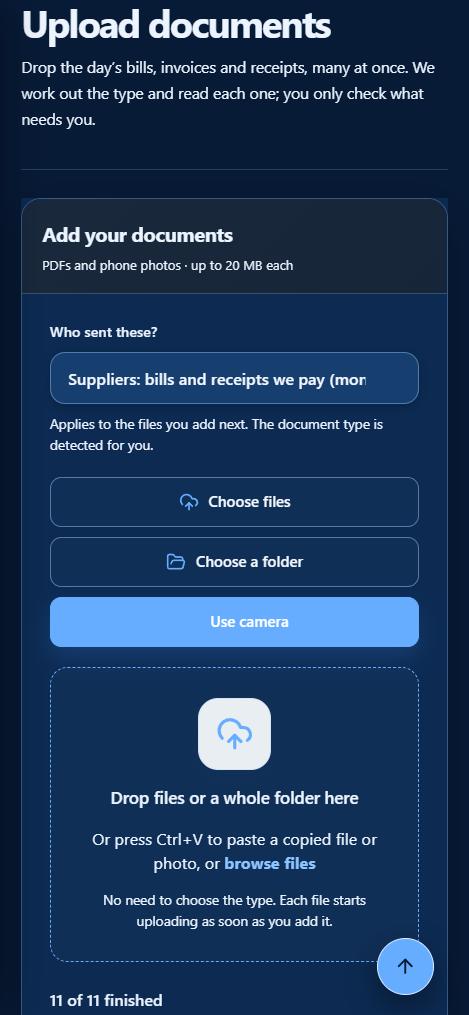 Upload documents
Drop the day's bills, invoices and receipts, many at once. We
work out the type and read each one; you only check what
needs you.
Add your documents
PDFs and phone photos · up to 20 MB each
Who sent these?
Suppliers: bills and receipts we pay (mon
Applies to the files you add next. The document type is
detected for you.
Choose files
Choose a folder
Use camera
Drop files or a whole folder here
Or press Ctrl+V to paste a copied file or
photo, or browse files
No need to choose the type. Each file starts
uploading as soon as you add it.
11 of 11 finished